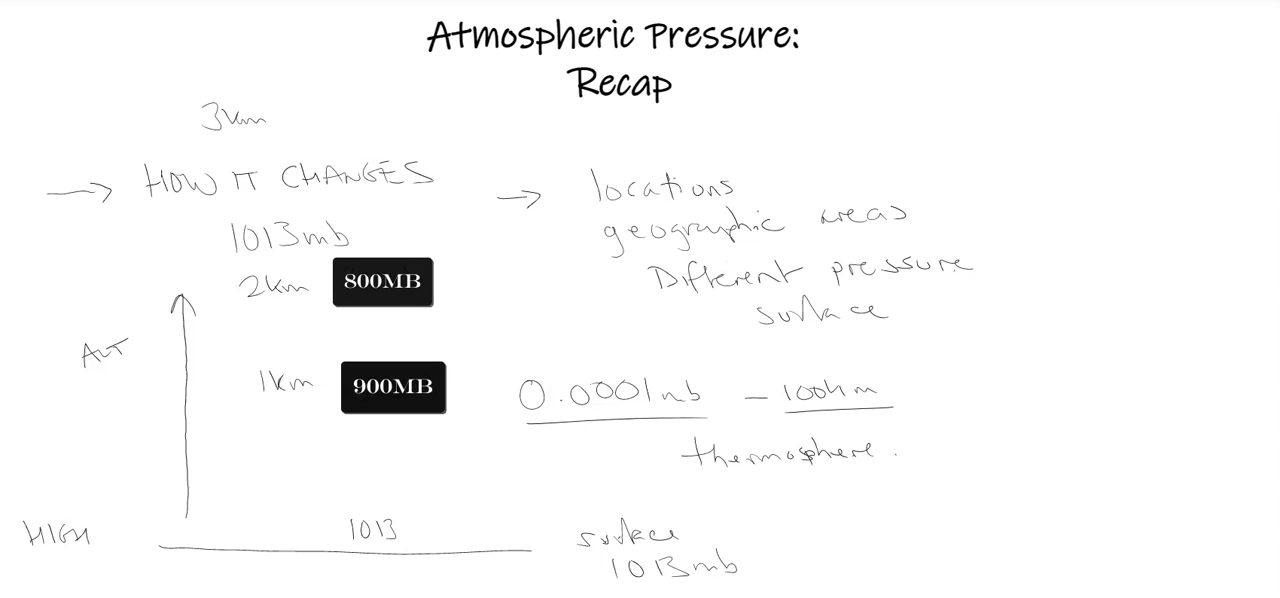 Atmospheric Pressure:
Recap
3km
→ HOW IT CHANGES
1013mb
2km 800MB
ALT
1km 900MB
HIGH
1013
→ locations
geographic areas
Different pressure
surface
0.0001mb – 100km
thermosphere.
surface
1013mb